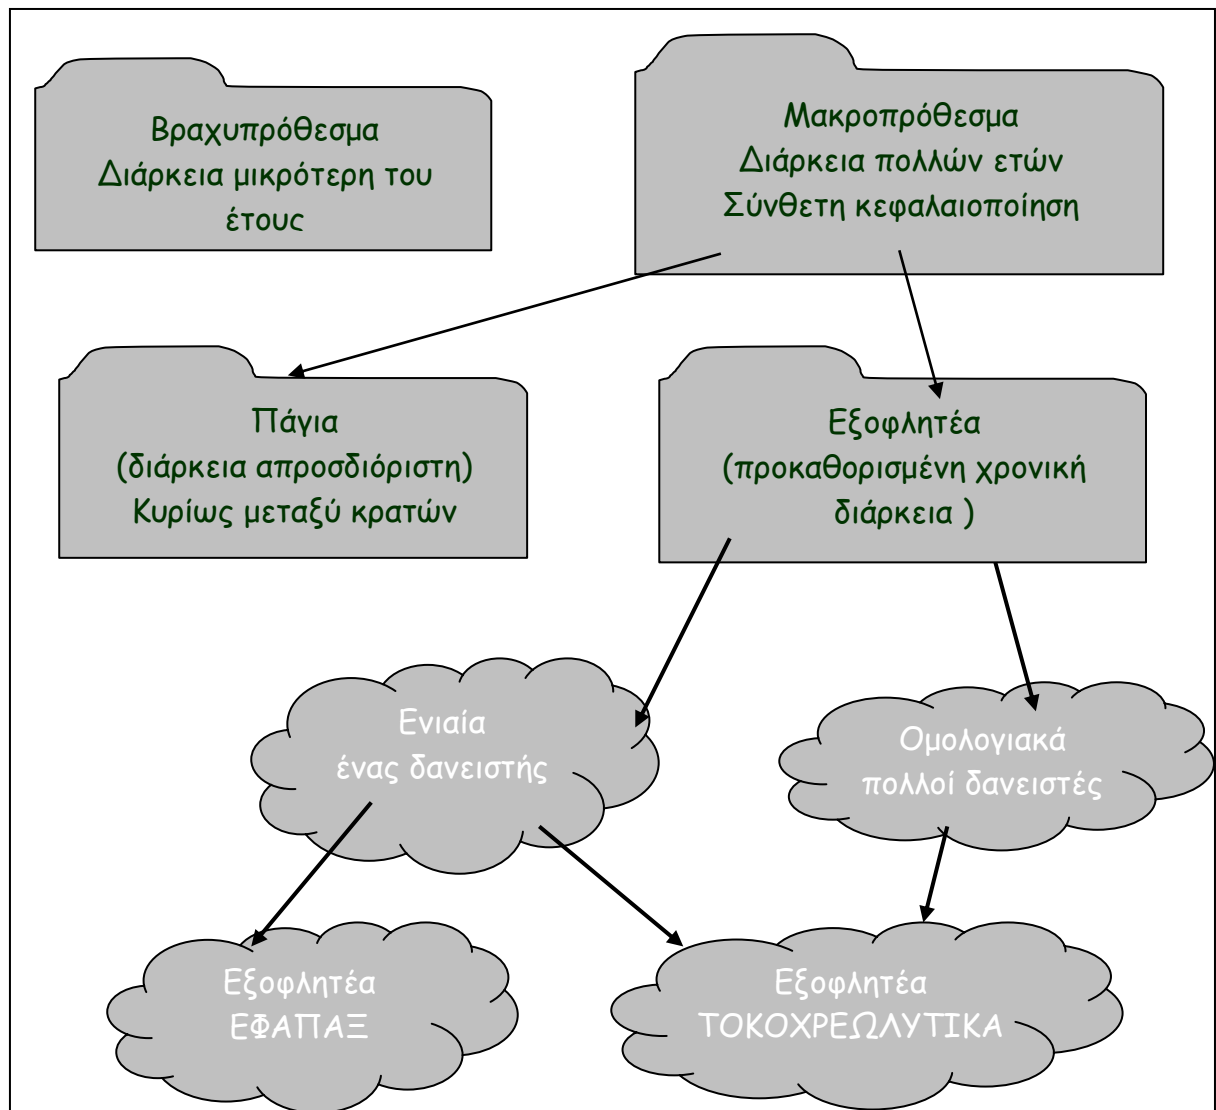 Βραχυπρόθεσμα
Διάρκεια μικρότερη του
έτους
Μακροπρόθεσμα
Διάρκεια πολλών ετών
Σύνθετη κεφαλαιοποίηση
Πάγια
(διάρκεια απροσδιόριστη)
Κυρίως μεταξύ κρατών
Εξοφλητέα
(προκαθορισμένη χρονική
διάρκεια )
Ενιαία
ένας δανειστής
Ομολογιακά
πολλοί δανειστές
Εξοφλητέα
ΕΦΑΠΑΞ
Εξοφλητέα
ΤΟΚΟΧΡΕΩΛΥΤΙΚΑ